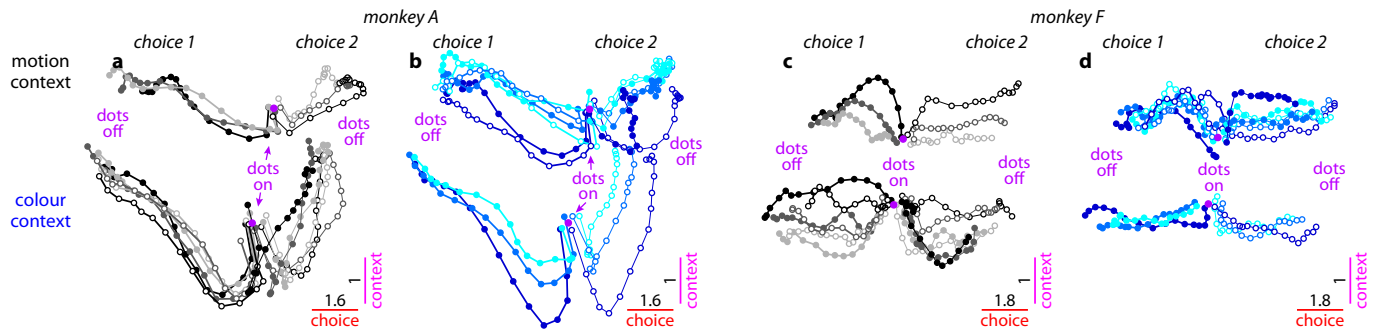 monkey A
monkey F
choice 1
choice 2
choice 1
choice 2
choice 1
choice 2
choice 1
choice 2
a
b
c
d
motion
context
colour
context
dots
off
dots
on
dots
off
dots
off
dots
on
dots
off
dots
off
dots
on
dots
off
dots
off
dots
on
dots
off
1.6
choice
1
context
1.6
choice
1
context
1.8
choice
1
context
1.8
choice
1
context